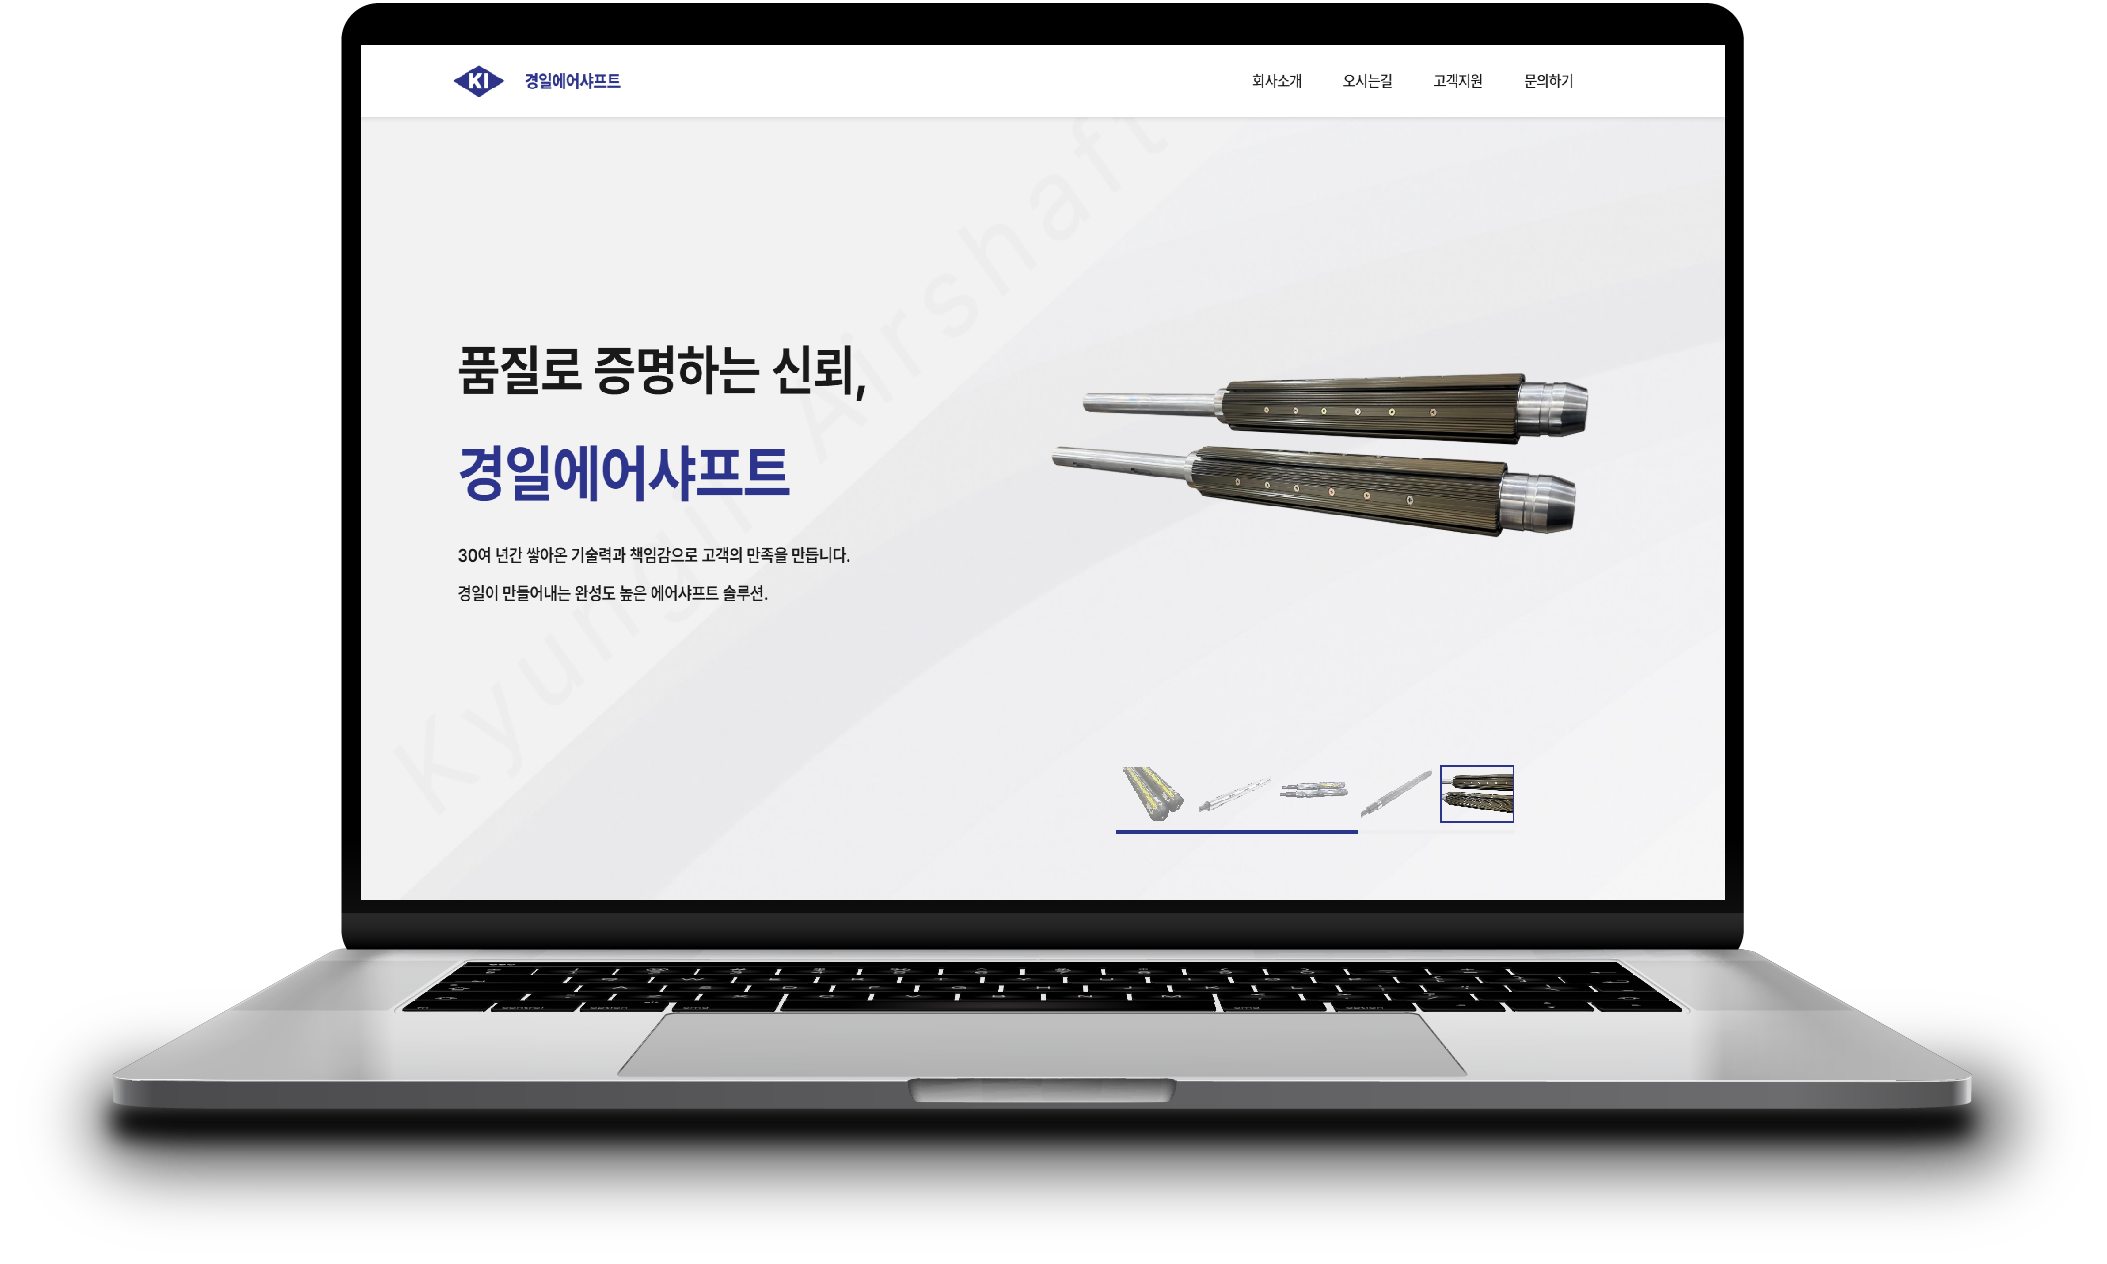 KI 경일에어샤프트
회사소개 오시는길 고객지원 문의하기
품질로 증명하는 신뢰,
경일에어샤프트
30여 년간 쌓아온 기술력과 책임감으로 고객의 만족을 만듭니다.
경일이 만들어내는 완성도 높은 에어샤프트 솔루션.
Kyungil Airshaft